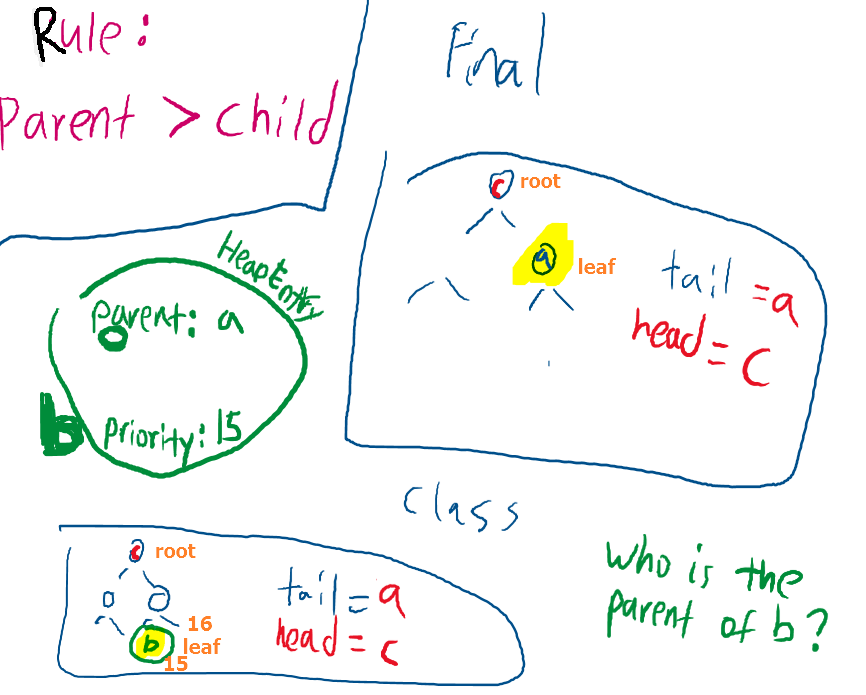 Rule:
Parent > child
Final
c root
a leaf
tail = a
head = c
HeapEntry
parent: a
b
priority: 15
Class
c root
16
b leaf
15
tail = a
head = c
Who is the
parent of b?